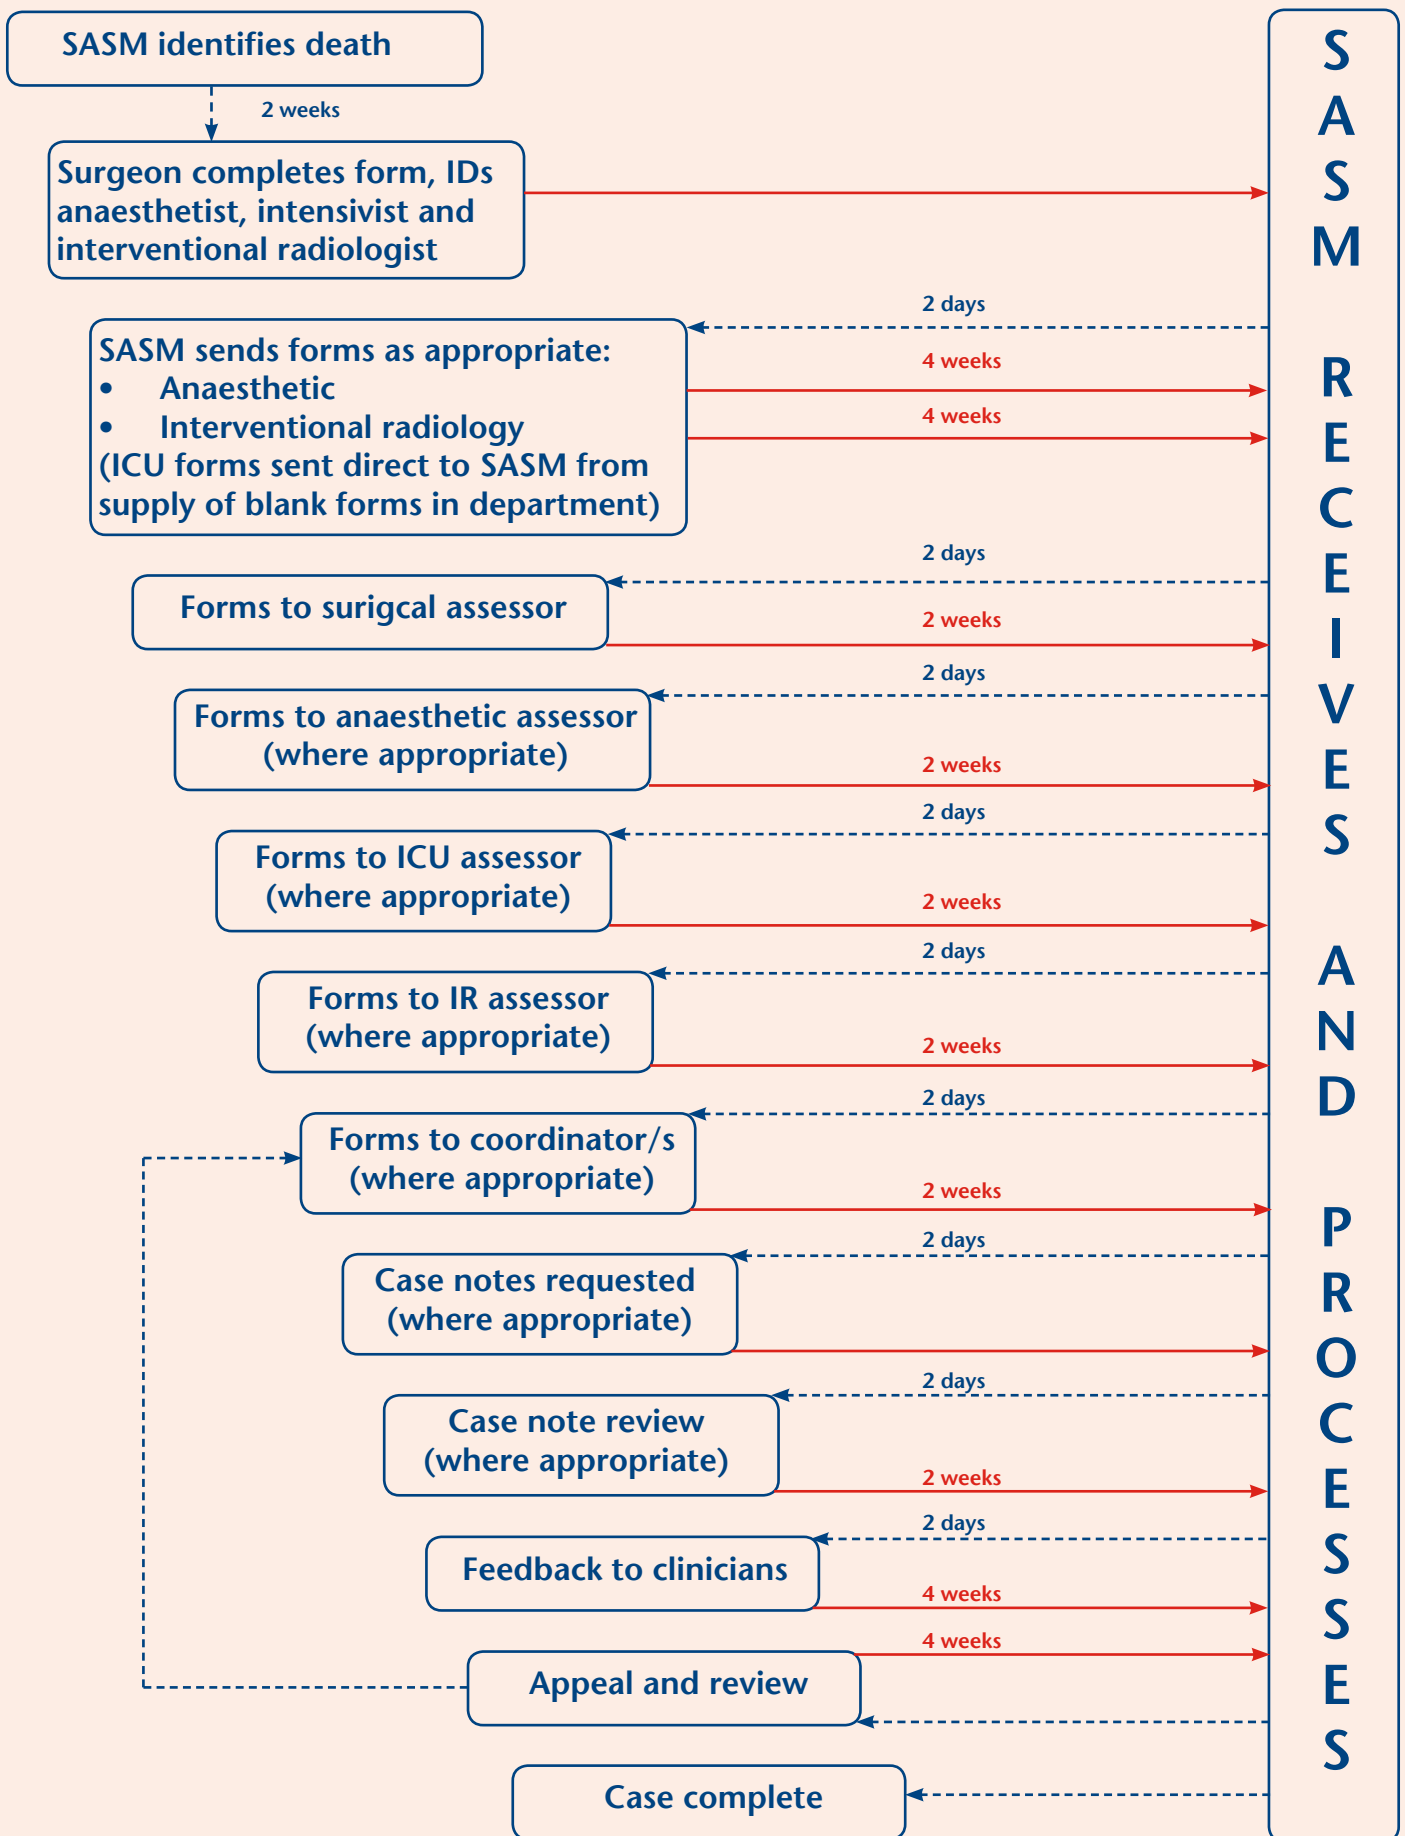 SASM identifies death
2 weeks
Surgeon completes form, IDs
anaesthetist, intensivist and
interventional radiologist
2 days
SASM sends forms as appropriate:
• Anaesthetic
• Interventional radiology
(ICU forms sent direct to SASM from
supply of blank forms in department)
4 weeks
4 weeks
2 days
Forms to surigcal assessor
2 weeks
2 days
Forms to anaesthetic assessor
(where appropriate)
2 weeks
2 days
Forms to ICU assessor
(where appropriate)
2 weeks
2 days
Forms to IR assessor
(where appropriate)
2 weeks
2 days
Forms to coordinator/s
(where appropriate)
2 weeks
2 days
Case notes requested
(where appropriate)
2 days
Case note review
(where appropriate)
2 weeks
2 days
Feedback to clinicians
4 weeks
4 weeks
Appeal and review
Case complete
SASM RECEIVES AND PROCESSES